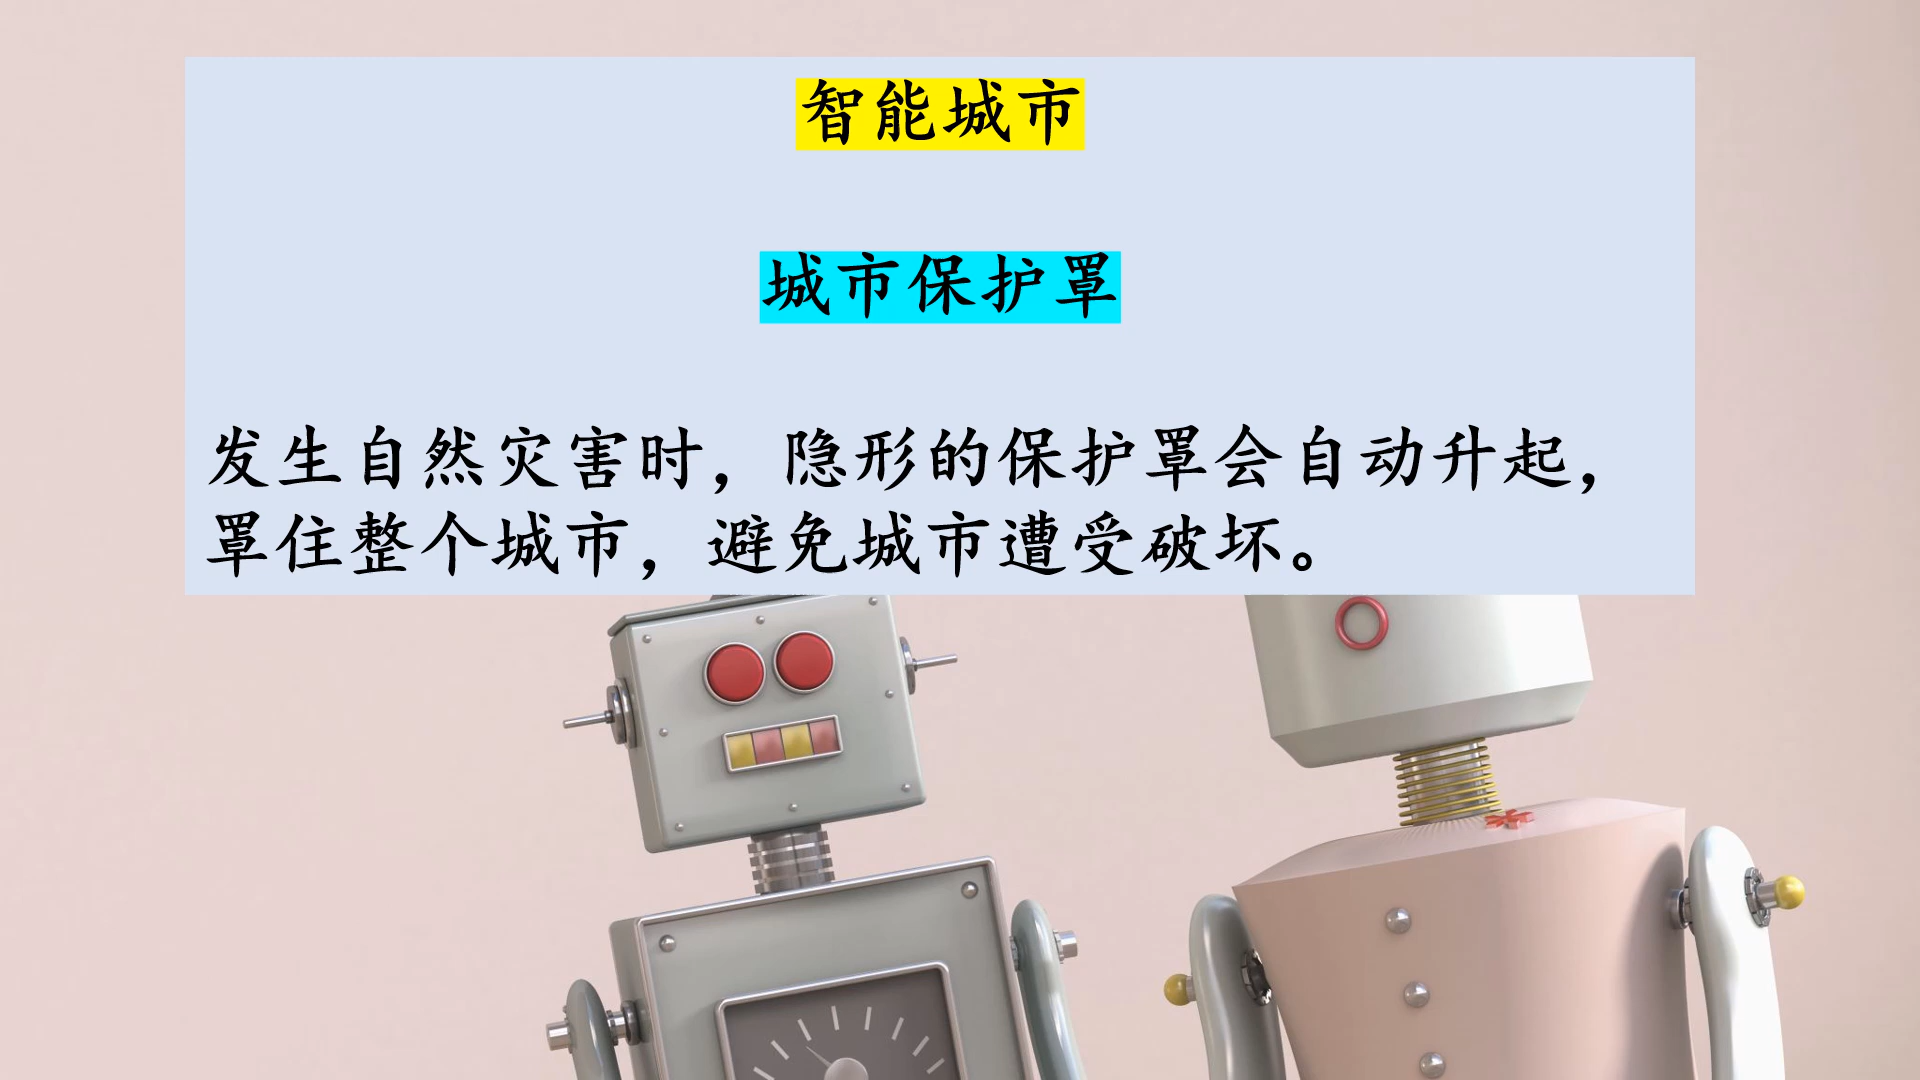 智能城市
城市保护罩
发生自然灾害时，隐形的保护罩会自动升起，
罩住整个城市，避免城市遭受破坏。